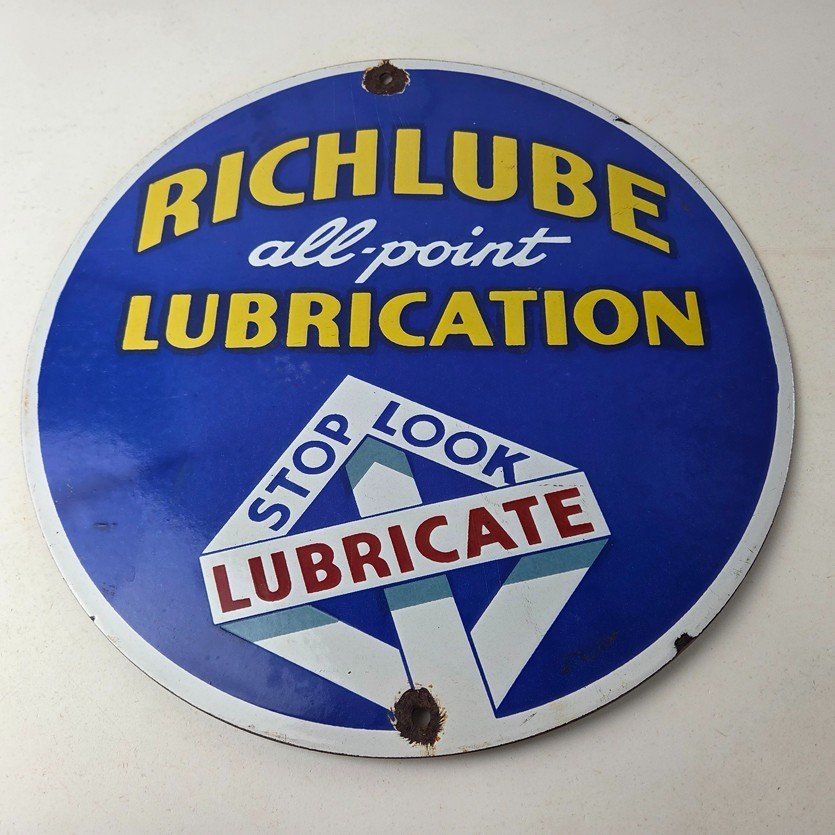 RICHLUBE
all-point
LUBRICATION
STOP LOOK
LUBRICATE